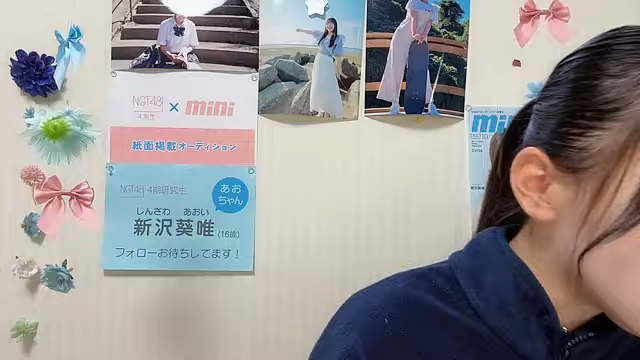 NGT48 × mini
4期生
紙面掲載オーディション
NGT48 4期研究生
あお
ちゃん
しんざわ あおい
新沢葵唯 (16歳)
フォローお待ちしてます!
mi